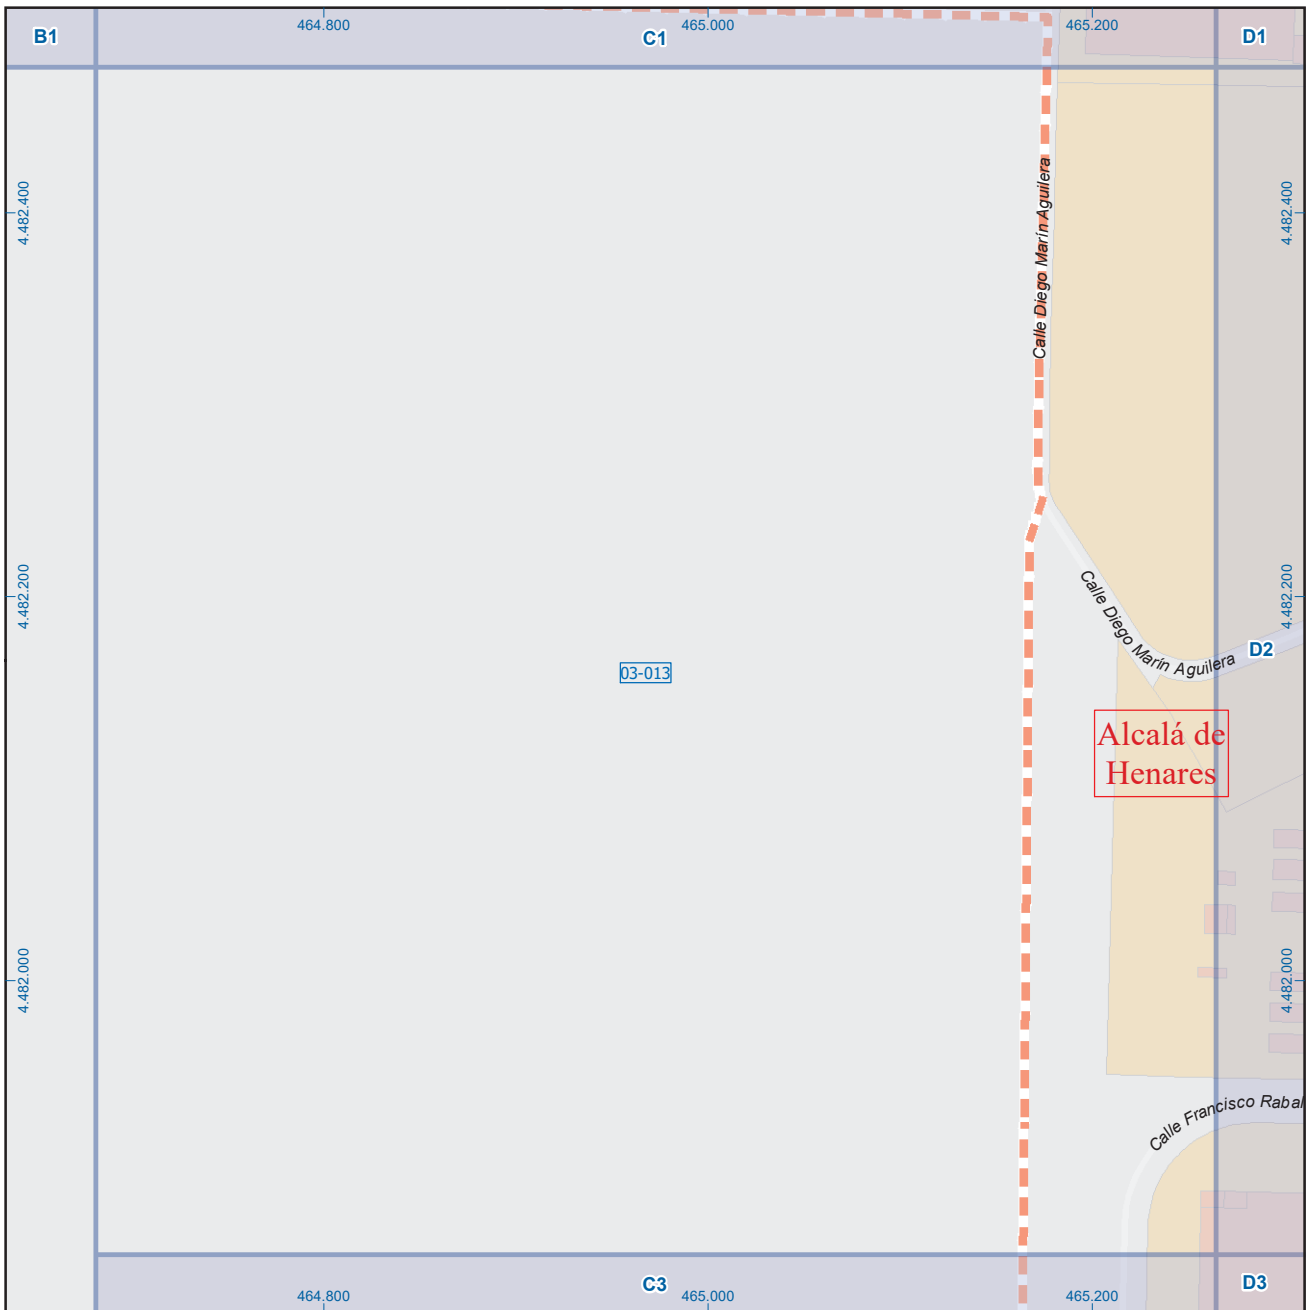 464.800
465.000
465.200
B1
C1
D1
4.482.400
4.482.400
Calle Diego Marín Aguilera
4.482.200
4.482.200
Calle Diego Marín Aguilera
D2
03-013
Alcalá de
Henares
4.482.000
4.482.000
Calle Francisco Rabal
C3
D3
464.800
465.000
465.200